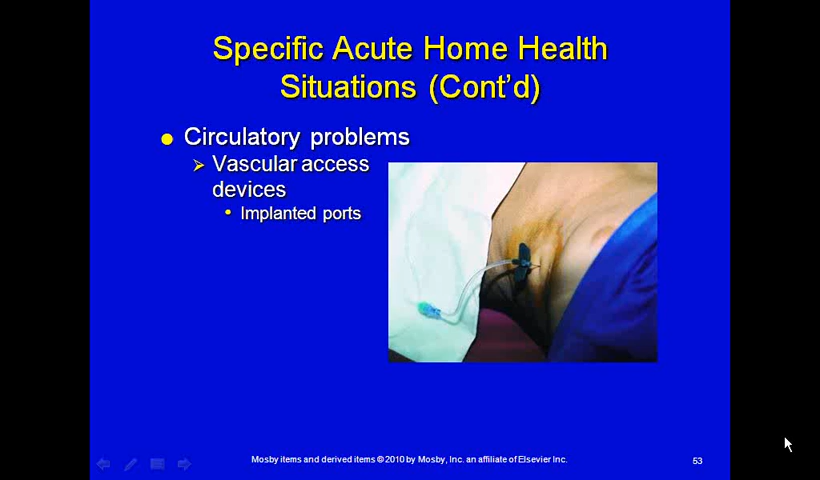 Specific Acute Home Health
Situations (Cont’d)
Circulatory problems
Vascular access
devices
Implanted ports
Mosby items and derived items © 2010 by Mosby, Inc. an affiliate of Elsevier Inc.
53